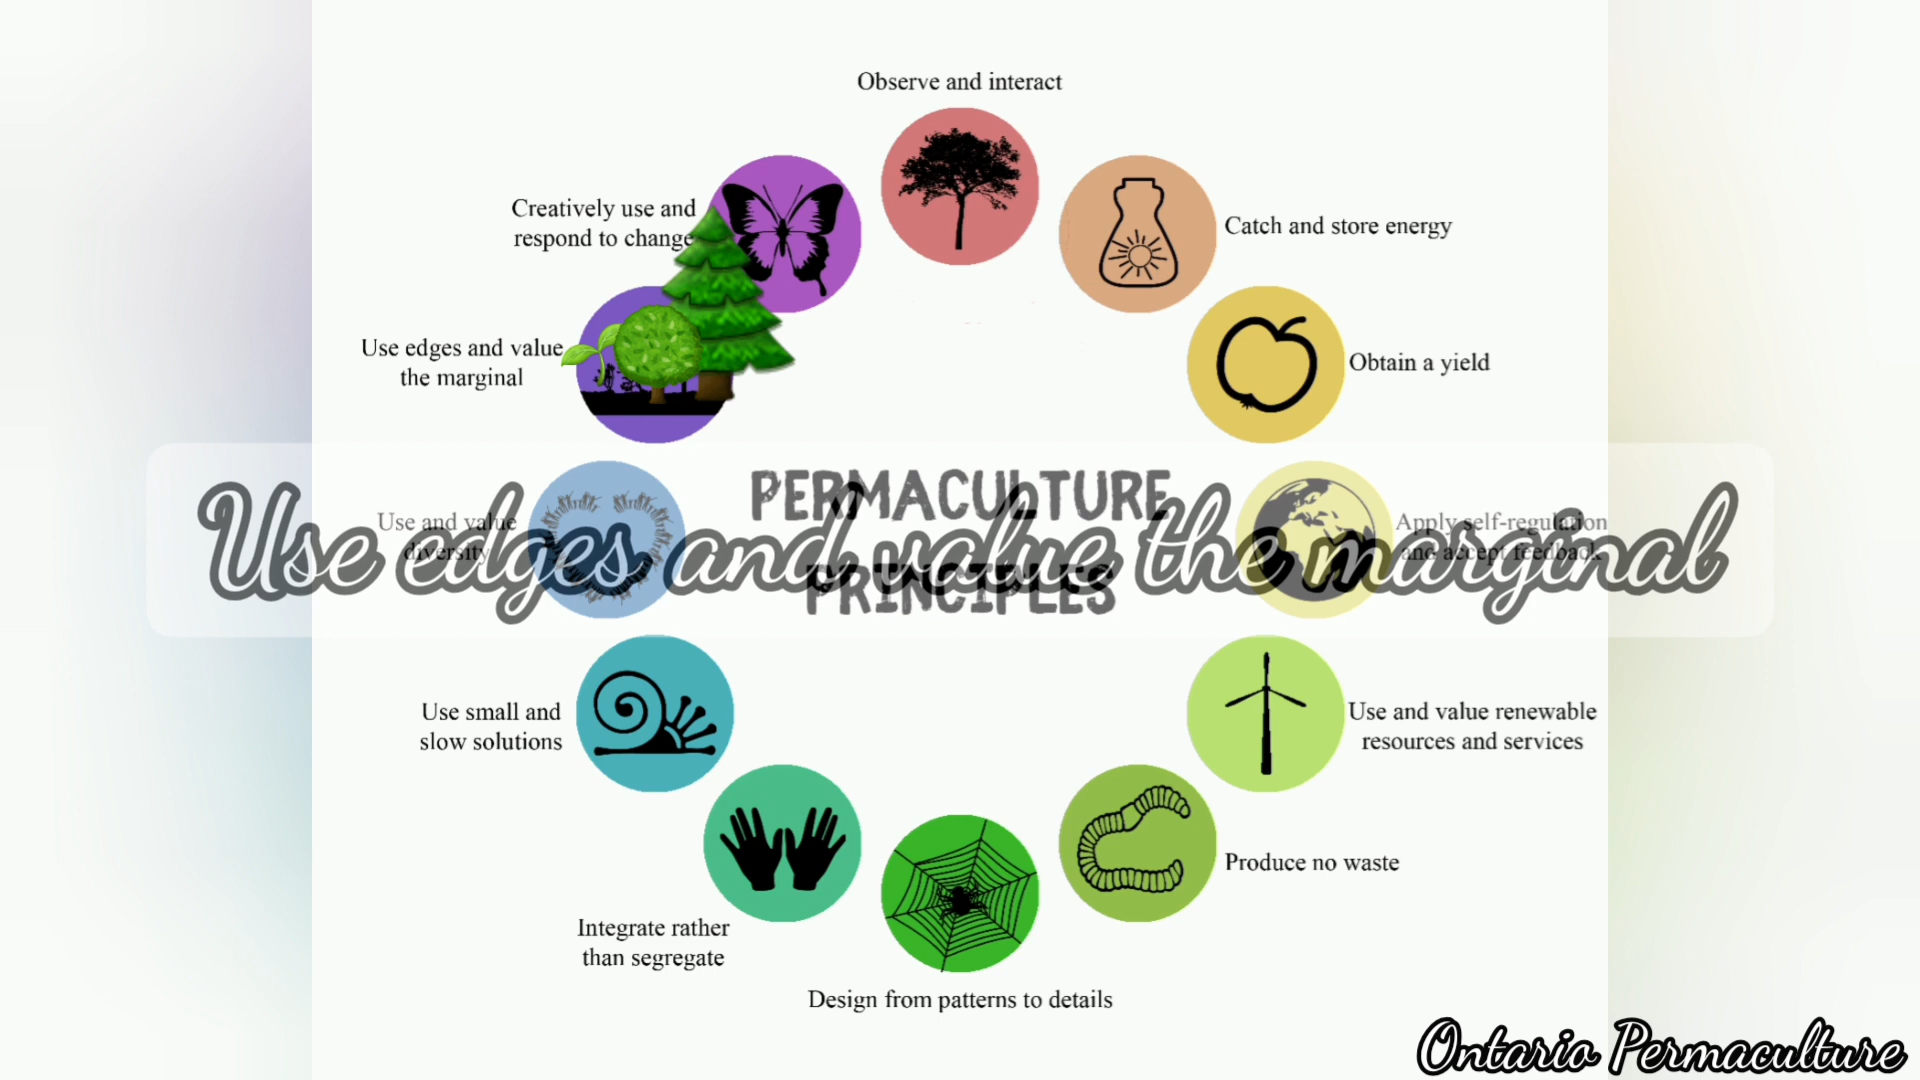 Observe and interact
Creatively use and
respond to change
Catch and store energy
Use edges and value
the marginal
Obtain a yield
PERMACULTURE
PRINCIPLES
Use and value
diversity
Apply self-regulation
and accept feedback
Use edges and value the marginal
Use small and
slow solutions
Use and value renewable
resources and services
Produce no waste
Integrate rather
than segregate
Design from patterns to details
Ontario Permaculture